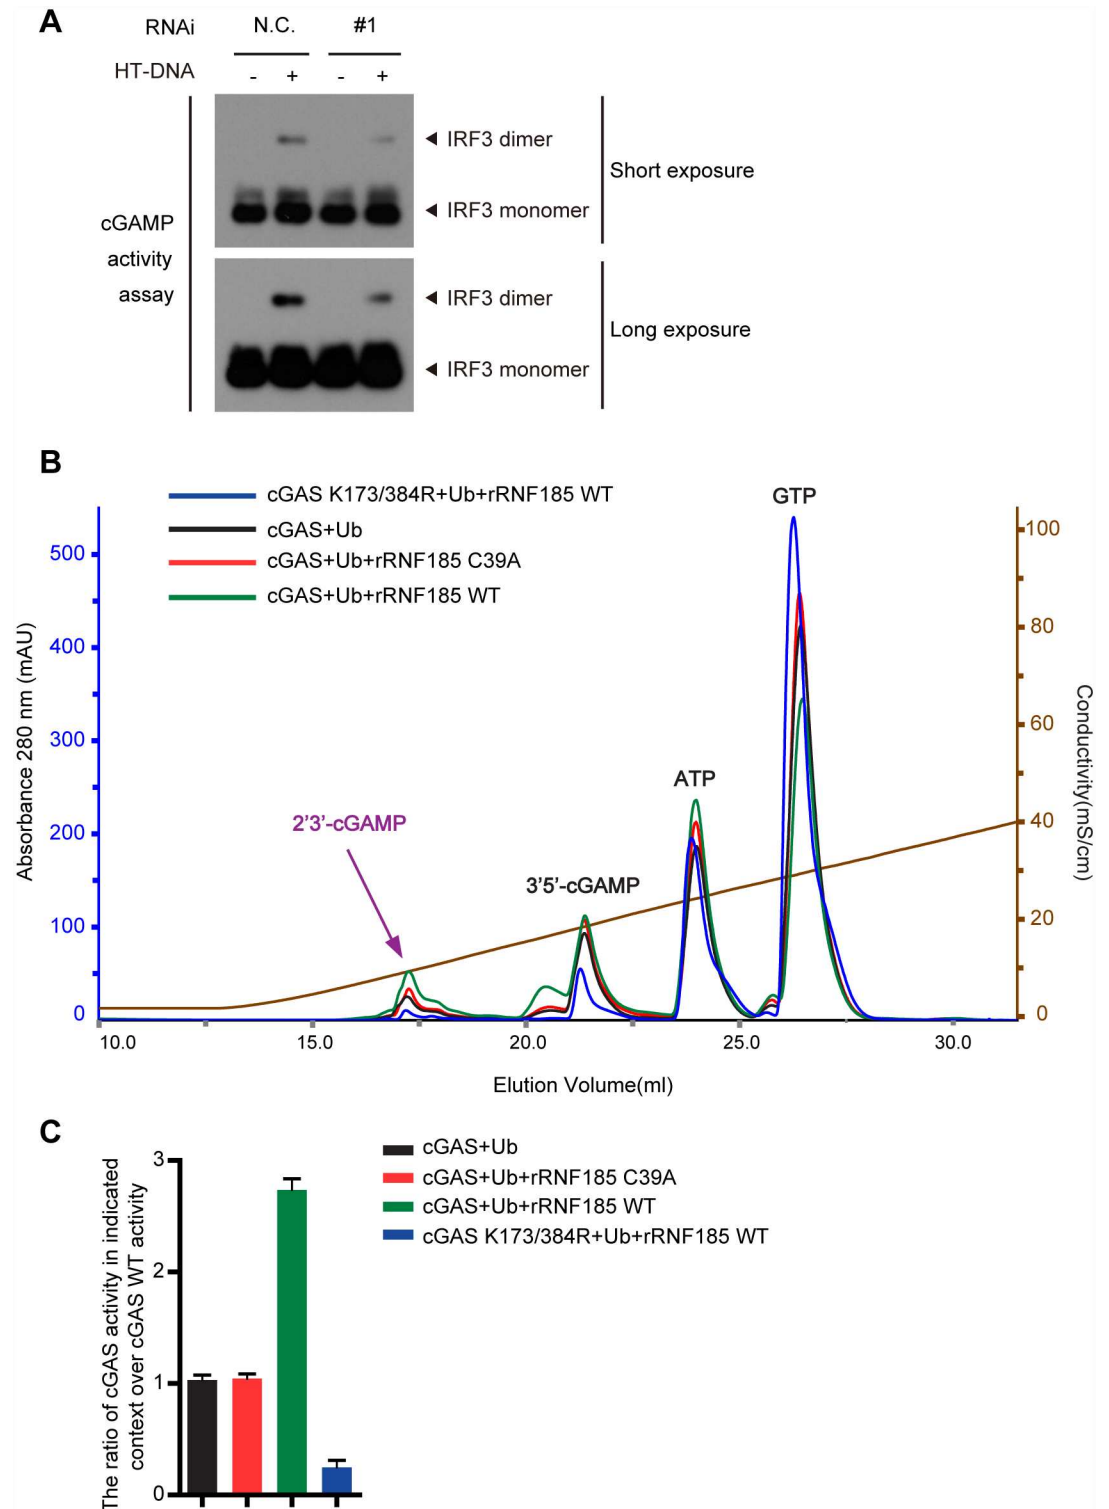 A
RNAi N.C. #1
HT-DNA - + - +
cGAMP
activity
assay
◄ IRF3 dimer
◄ IRF3 monomer
Short exposure
◄ IRF3 dimer
◄ IRF3 monomer
Long exposure
B
cGAS K173/384R+Ub+rRNF185 WT
cGAS+Ub
cGAS+Ub+rRNF185 C39A
cGAS+Ub+rRNF185 WT
GTP
ATP
2'3'-cGAMP
3'5'-cGAMP
Absorbance 280 nm (mAU)
500
400
300
200
100
0
100
80
60
40
20
0
Conductivity(mS/cm)
10.0 15.0 20.0 25.0 30.0
Elution Volume(ml)
C
The ratio of cGAS activity in indicated
context over cGAS WT activity
3
2
1
0
cGAS+Ub
cGAS+Ub+rRNF185 C39A
cGAS+Ub+rRNF185 WT
cGAS K173/384R+Ub+rRNF185 WT